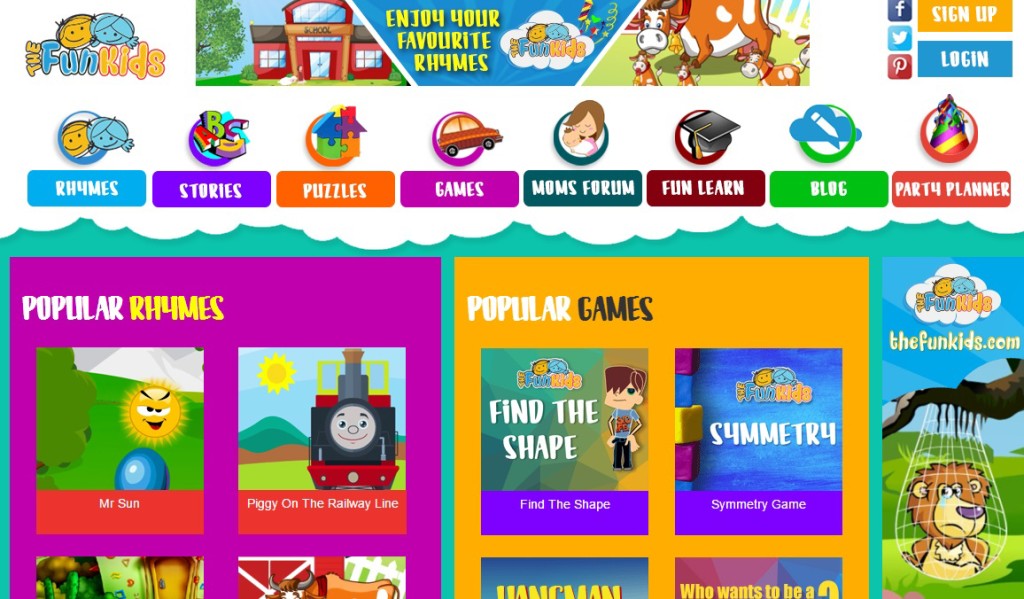 THE
FunKids
SCHOOL
ENJOY YOUR
FAVOURITE
RHYMES
THE
FunKids
f
SIGN UP
LOGIN
ABS
RHYMES
STORIES
PUZZLES
GAMES
MOMS FORUM
FUN LEARN
BLOG
PARTY PLANNER
POPULAR RHYMES
Mr Sun
Piggy On The Railway Line
POPULAR GAMES
THE
FunKids
FIND THE
SHAPE
Find The Shape
THE
FunKids
SYMMETRY
Symmetry Game
HANGMAN
Who wants to be a
?
THE
FunKids
thefunkids.com